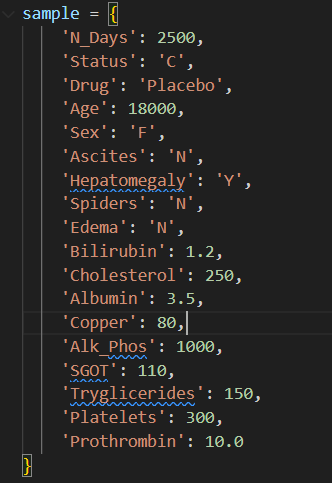 sample = {
'N_Days': 2500,
'Status': 'C',
'Drug': 'Placebo',
'Age': 18000,
'Sex': 'F',
'Ascites': 'N',
'Hepatomegaly': 'Y',
'Spiders': 'N',
'Edema': 'N',
'Bilirubin': 1.2,
'Cholesterol': 250,
'Albumin': 3.5,
'Copper': 80,
'Alk_Phos': 1000,
'SGOT': 110,
'Tryglicerides': 150,
'Platelets': 300,
'Prothrombin': 10.0
}